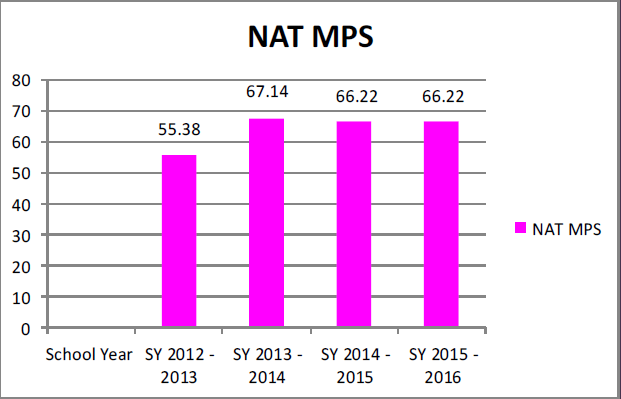 NAT MPS
80
70
60
50
40
30
20
10
0
55.38
67.14
66.22
66.22
School Year
SY 2012 -
2013
SY 2013 -
2014
SY 2014 -
2015
SY 2015 -
2016
NAT MPS